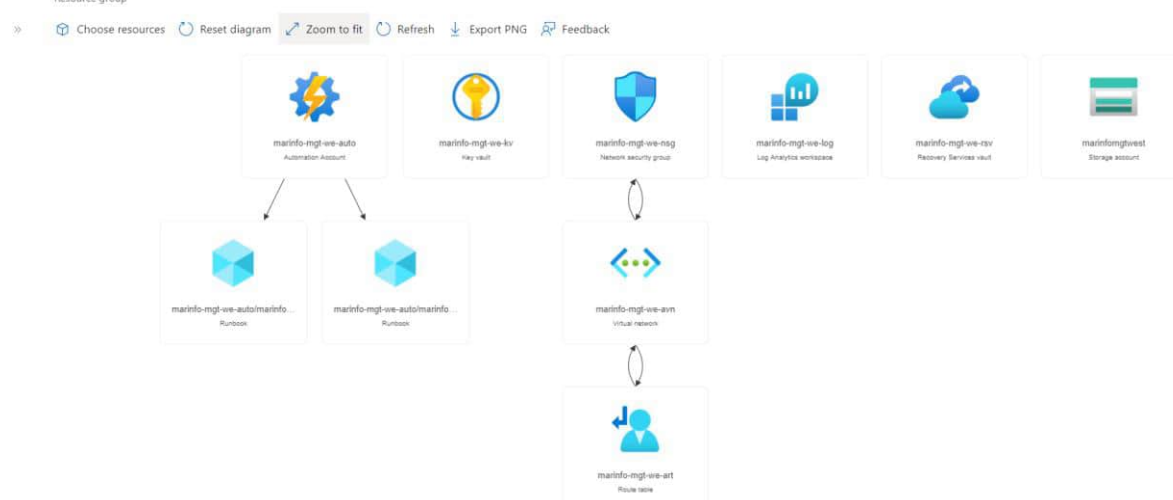 Resource group
Choose resources Reset diagram Zoom to fit Refresh Export PNG Feedback
marinfo-mgt-we-auto
Automation Account
marinfo-mgt-we-kv
Key vault
marinfo-mgt-we-nsg
Network security group
marinfo-mgt-we-log
Log Analytics workspace
marinfo-mgt-we-rsv
Recovery Services vault
marinfomgtwest
Storage account
marinfo-mgt-we-auto/marinfo...
Runbook
marinfo-mgt-we-auto/marinfo...
Runbook
marinfo-mgt-we-avn
Virtual network
marinfo-mgt-we-art
Route table